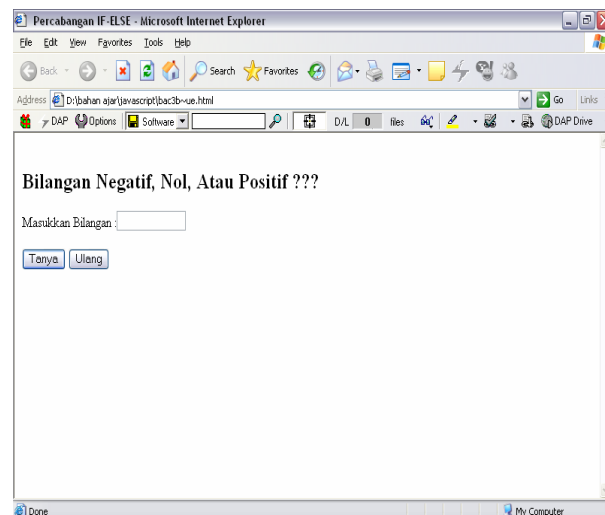 Percabangan IF-ELSE - Microsoft Internet Explorer
File Edit View Favorites Tools Help
Back Search Favorites
Address D:\bahan ajar\javascript\bac3b~ue.html Go Links
DAP Options Software D/L 0 files DAP Drive
Bilangan Negatif, Nol, Atau Positif ???
Masukkan Bilangan :
Tanya Ulang
Done My Computer